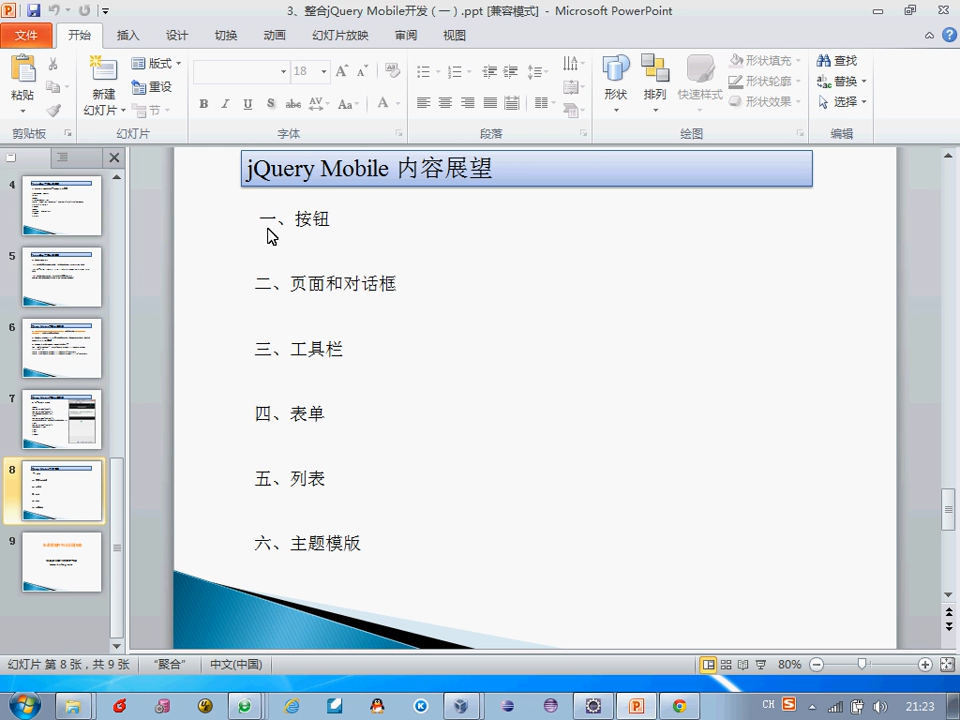 3、整合jQuery Mobile开发（一）.ppt [兼容模式] - Microsoft PowerPoint
文件 开始 插入 设计 切换 动画 幻灯片放映 审阅 视图
粘贴
新建
幻灯片
版式
重设
节
18
形状 排列 快速样式
形状填充
形状轮廓
形状效果
查找
替换
选择
剪贴板 幻灯片 字体 段落 绘图 编辑
4
5
6
7
8
9
jQuery Mobile 内容展望
一、按钮
二、页面和对话框
三、工具栏
四、表单
五、列表
六、主题模版
幻灯片 第 8 张，共 9 张 "聚合" 中文(中国) 80%
CH 21:23